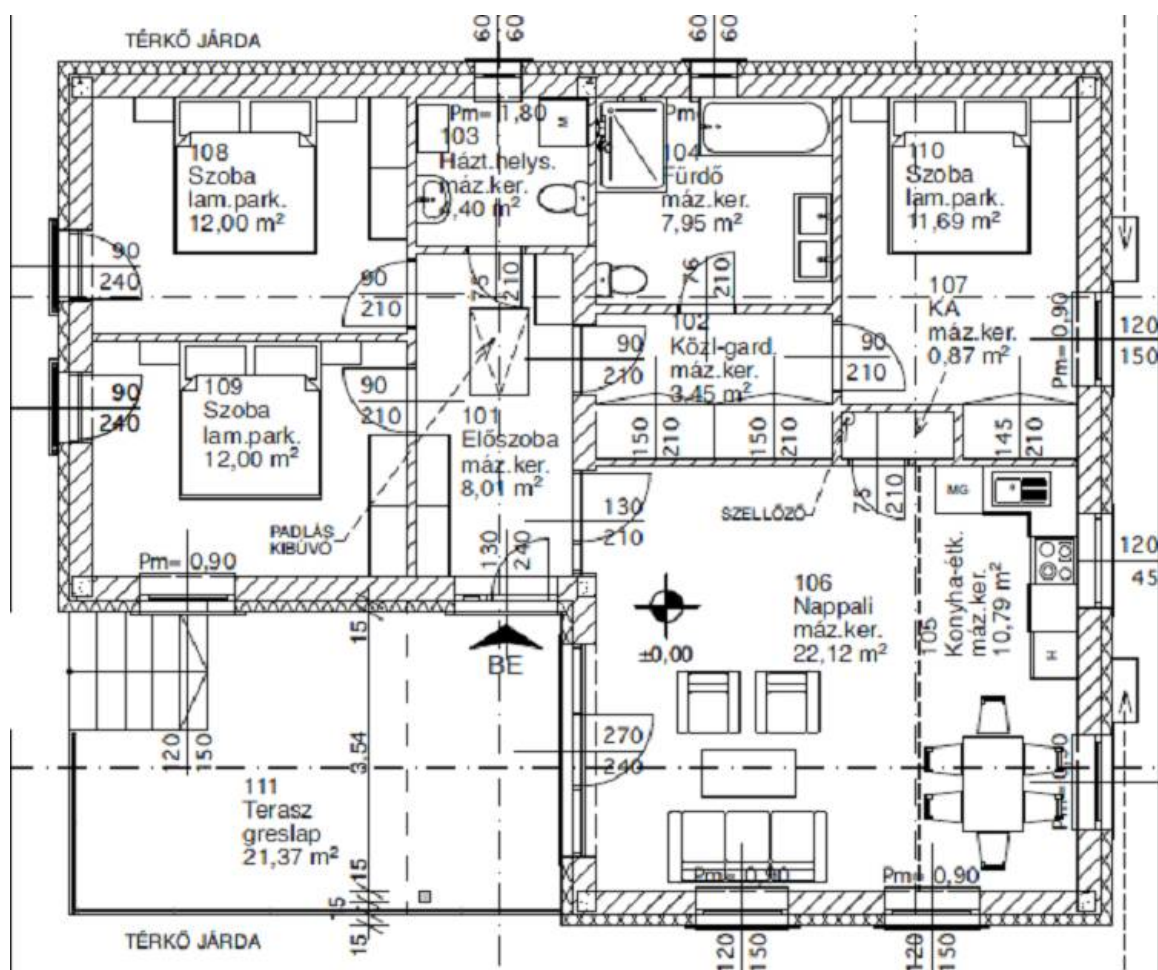 60
60
60
60
TÉRKŐ JÁRDA
Pm= 1,80
M
Pm=
103
Házt.helys.
máz.ker.
4,40 m²
104
Fürdő
máz.ker.
7,95 m²
108
Szoba
lam.park.
12,00 m²
110
Szoba
lam.park.
11,69 m²
90
240
90
210
75
210
76
210
107
KA
máz.ker.
0,87 m²
Pm= 0,90
120
150
102
Közl-gard.
máz.ker.
3,45 m²
90
210
90
210
109
Szoba
lam.park.
12,00 m²
90
240
90
210
101
Előszoba
máz.ker.
8,01 m²
150
210
150
210
145
210
PADLÁS
KIBÚVÓ
130
210
SZELLŐZŐ
75
210
MG
130
240
Pm= 0,90
120
45
106
Nappali
máz.ker.
22,12 m²
105
Konyha-étk.
máz.ker.
10,79 m²
H
15
BE
±0,00
120
150
3,54
270
240
Pm= 0,90
111
Terasz
greslap
21,37 m²
15
15
15
Pm= 0,90
Pm= 0,90
TÉRKŐ JÁRDA
120
150
120
150